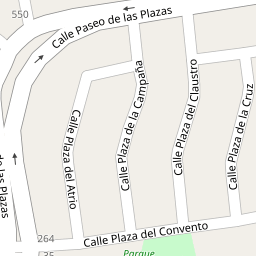 550
Calle Paseo de las Plazas
Calle Plaza del Atrio
Calle Plaza de la Campaña
Calle Plaza del Claustro
Calle Plaza de la Cruz
de las Plazas
264
Calle Plaza del Convento
35
Parque